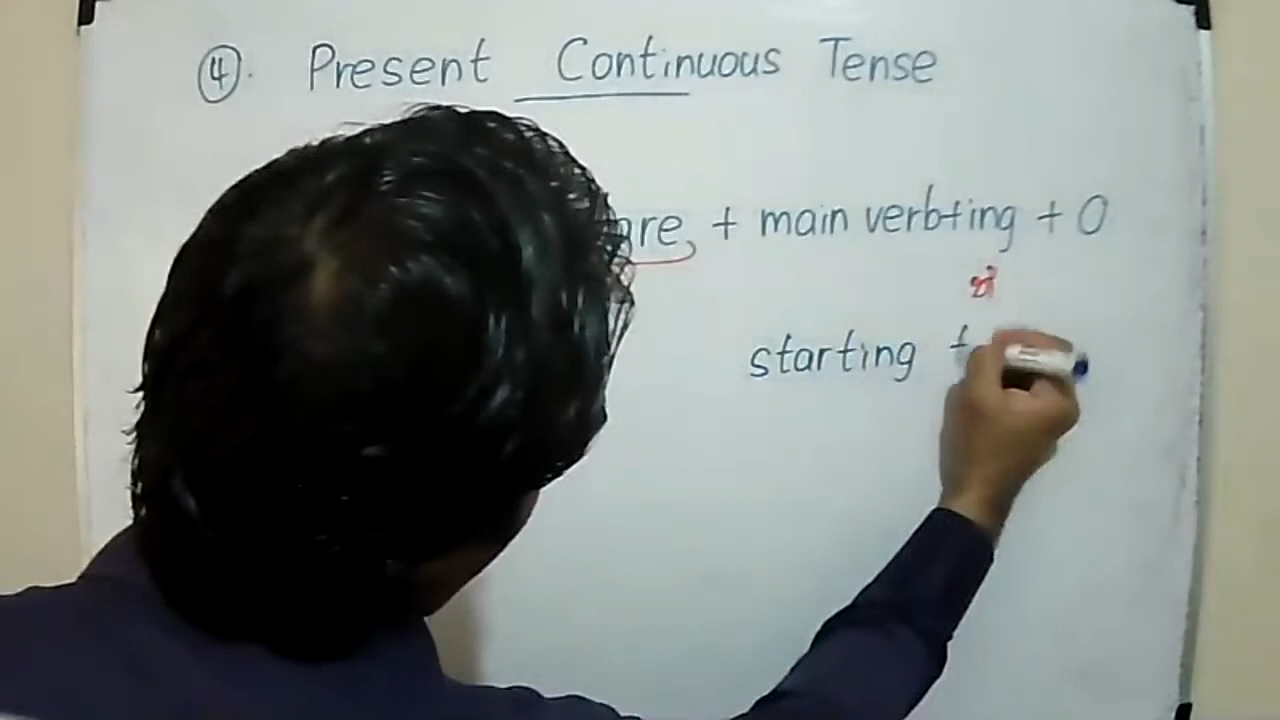 ④. Present Continuous Tense
are + main verb+ing + O
starting